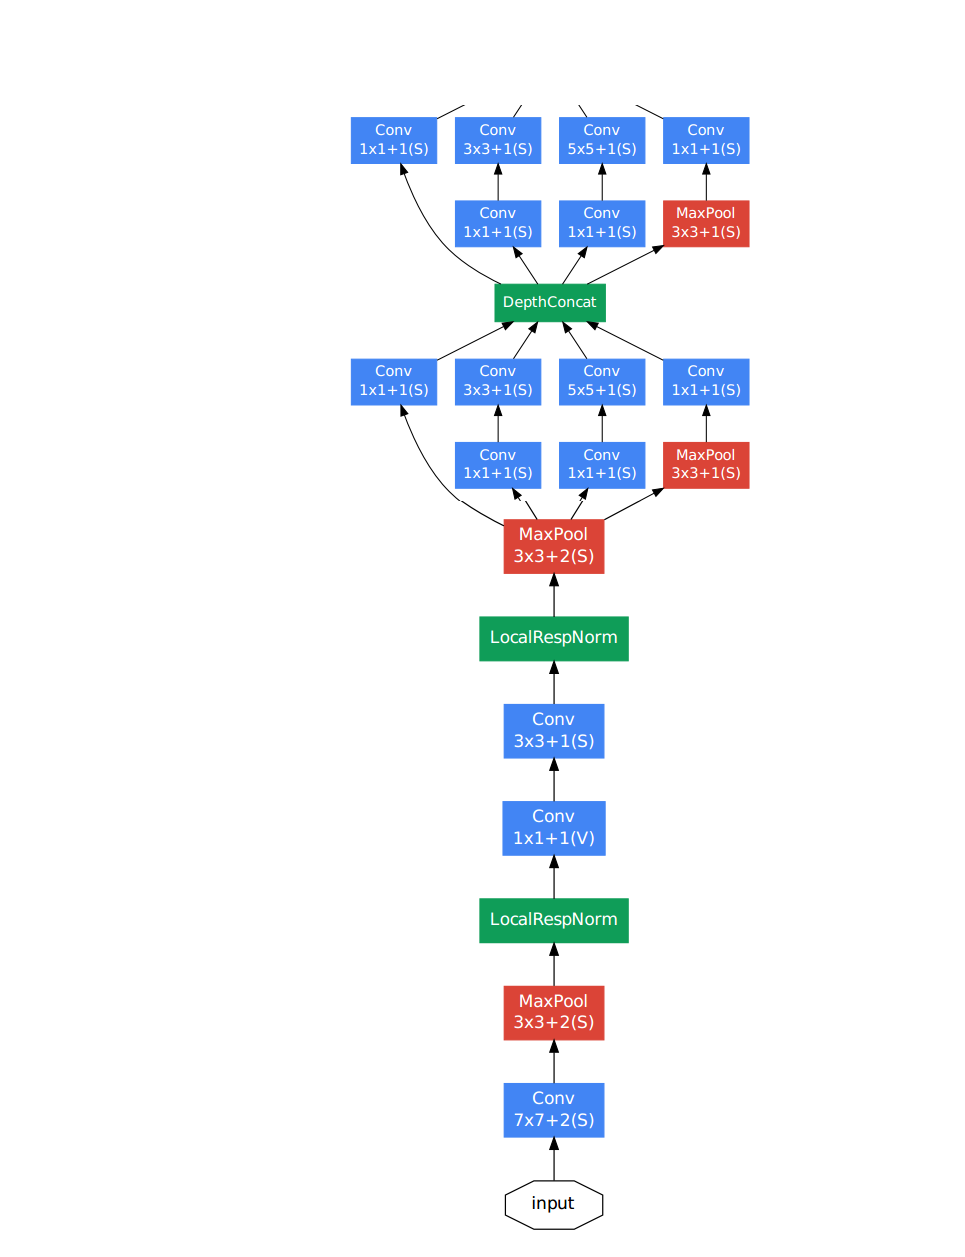 Conv
1x1+1(S)
Conv
3x3+1(S)
Conv
5x5+1(S)
Conv
1x1+1(S)
Conv
1x1+1(S)
Conv
1x1+1(S)
MaxPool
3x3+1(S)
DepthConcat
Conv
1x1+1(S)
Conv
3x3+1(S)
Conv
5x5+1(S)
Conv
1x1+1(S)
Conv
1x1+1(S)
Conv
1x1+1(S)
MaxPool
3x3+1(S)
MaxPool
3x3+2(S)
LocalRespNorm
Conv
3x3+1(S)
Conv
1x1+1(V)
LocalRespNorm
MaxPool
3x3+2(S)
Conv
7x7+2(S)
input